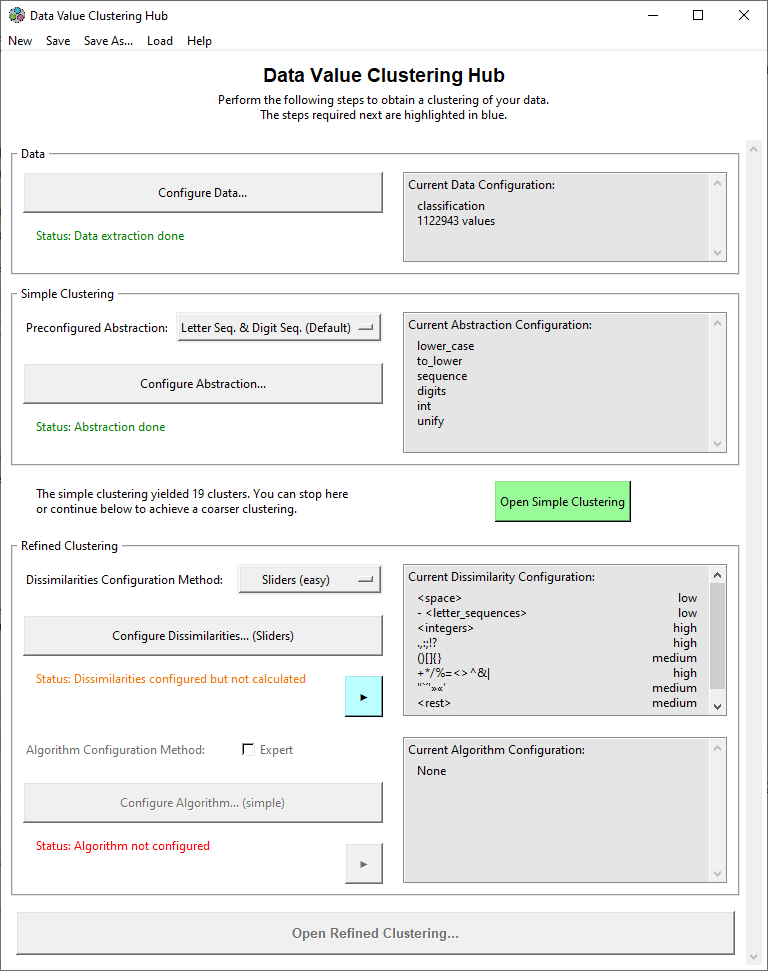 Data Value Clustering Hub
New Save Save As... Load Help
Data Value Clustering Hub
Perform the following steps to obtain a clustering of your data.
The steps required next are highlighted in blue.
Data
Configure Data...
Status: Data extraction done
Current Data Configuration:
classification
1122943 values
Simple Clustering
Preconfigured Abstraction: Letter Seq. & Digit Seq. (Default)
Configure Abstraction...
Status: Abstraction done
Current Abstraction Configuration:
lower_case
to_lower
sequence
digits
int
unify
The simple clustering yielded 19 clusters. You can stop here
or continue below to achieve a coarser clustering.
Open Simple Clustering
Refined Clustering
Dissimilarities Configuration Method: Sliders (easy)
Configure Dissimilarities... (Sliders)
Status: Dissimilarities configured but not calculated
Current Dissimilarity Configuration:
<space> low
- <letter_sequences> low
<integers> high
.,:;!? high
()[]{} medium
+*/%=<>^&| high
medium
<rest> medium
Algorithm Configuration Method: Expert
Configure Algorithm... (simple)
Status: Algorithm not configured
Current Algorithm Configuration:
None
Open Refined Clustering...